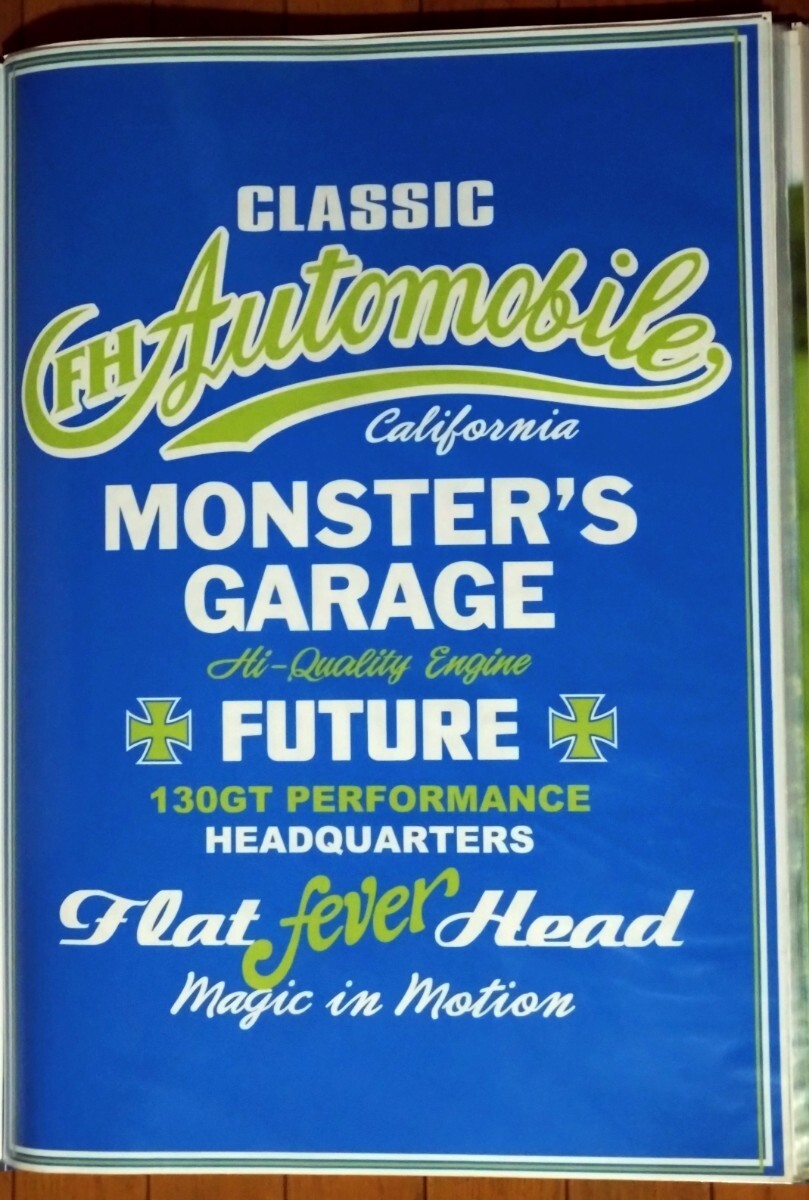 CLASSIC
FH Automobile
California
MONSTER'S
GARAGE
Hi-Quality Engine
FUTURE
130GT PERFORMANCE
HEADQUARTERS
Flat fever Head
Magic in Motion